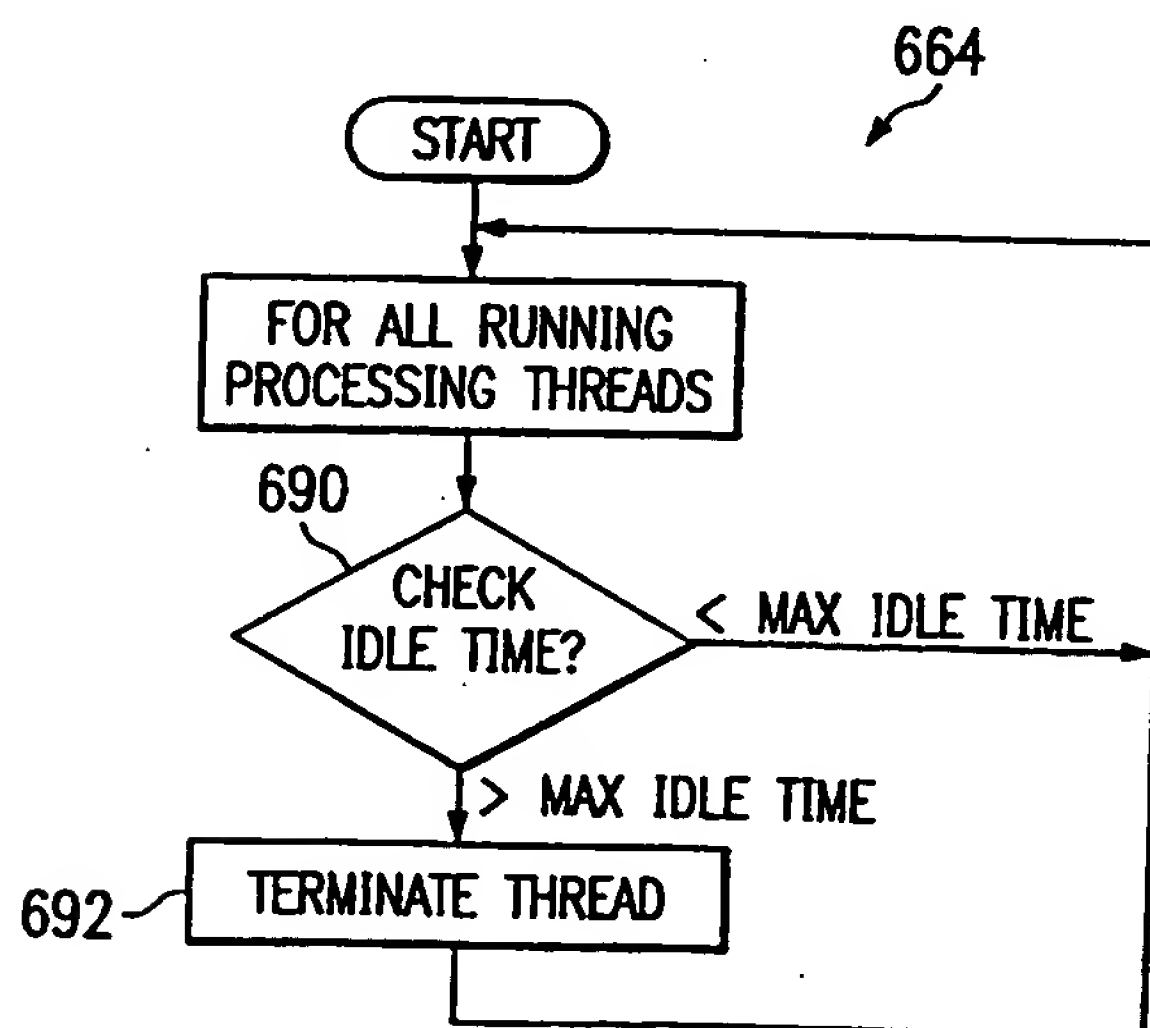 664
START
FOR ALL RUNNING
PROCESSING THREADS
690
CHECK
IDLE TIME?
< MAX IDLE TIME
> MAX IDLE TIME
692
TERMINATE THREAD